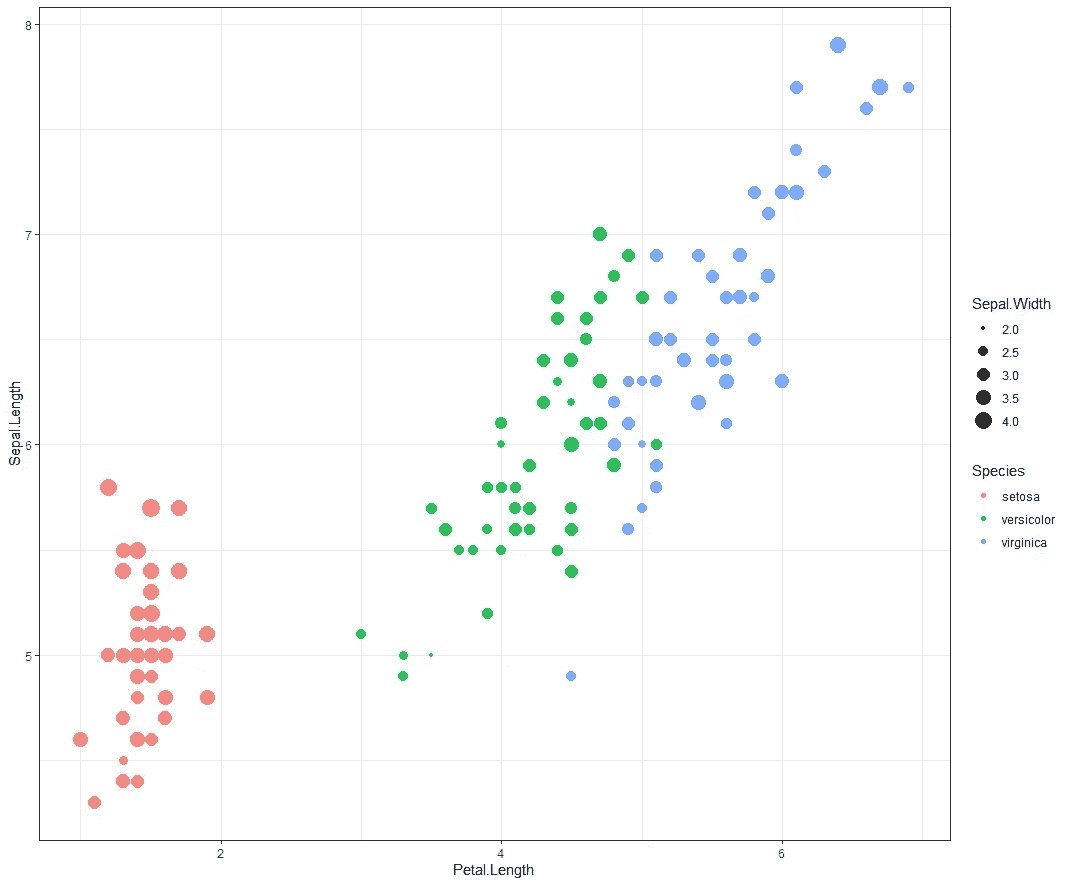 8
7
6
5
Sepal.Length
2
4
6
Petal.Length
Sepal.Width
2.0
2.5
3.0
3.5
4.0
Species
setosa
versicolor
virginica